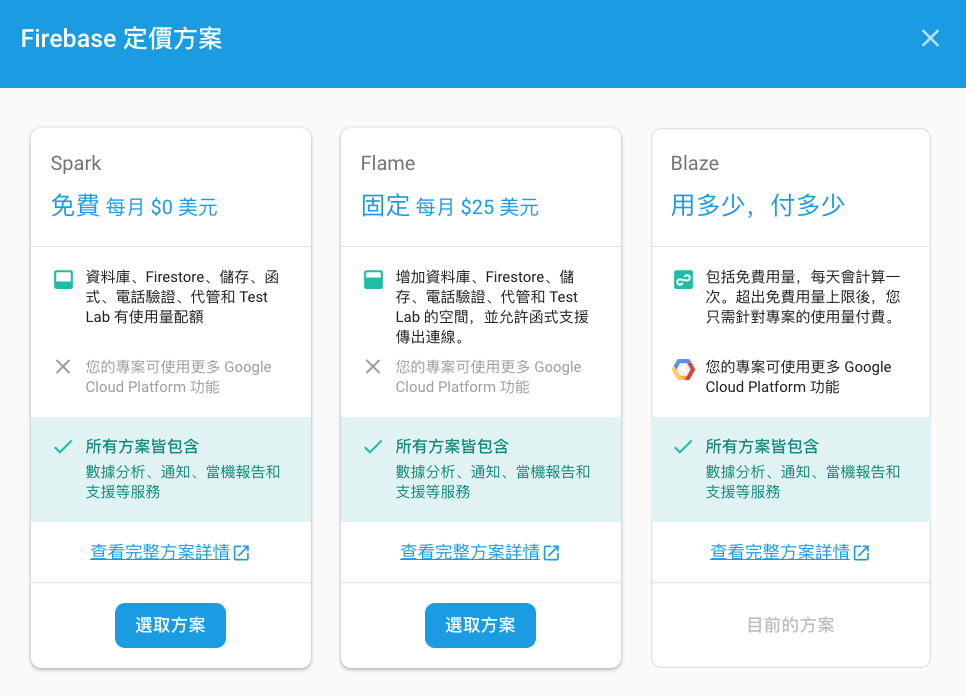 Firebase 定價方案
Spark
免費 每月 $0 美元
資料庫、Firestore、儲存、函
式、電話驗證、代管和 Test
Lab 有使用量配額
您的專案可使用更多 Google
Cloud Platform 功能
所有方案皆包含
數據分析、通知、當機報告和
支援等服務
查看完整方案詳情
選取方案
Flame
固定 每月 $25 美元
增加資料庫、Firestore、儲
存、電話驗證、代管和 Test
Lab 的空間，並允許函式支援
傳出連線。
您的專案可使用更多 Google
Cloud Platform 功能
所有方案皆包含
數據分析、通知、當機報告和
支援等服務
查看完整方案詳情
選取方案
Blaze
用多少，付多少
包括免費用量，每天會計算一
次。超出免費用量上限後，您
只需針對專案的使用量付費。
您的專案可使用更多 Google
Cloud Platform 功能
所有方案皆包含
數據分析、通知、當機報告和
支援等服務
查看完整方案詳情
目前的方案